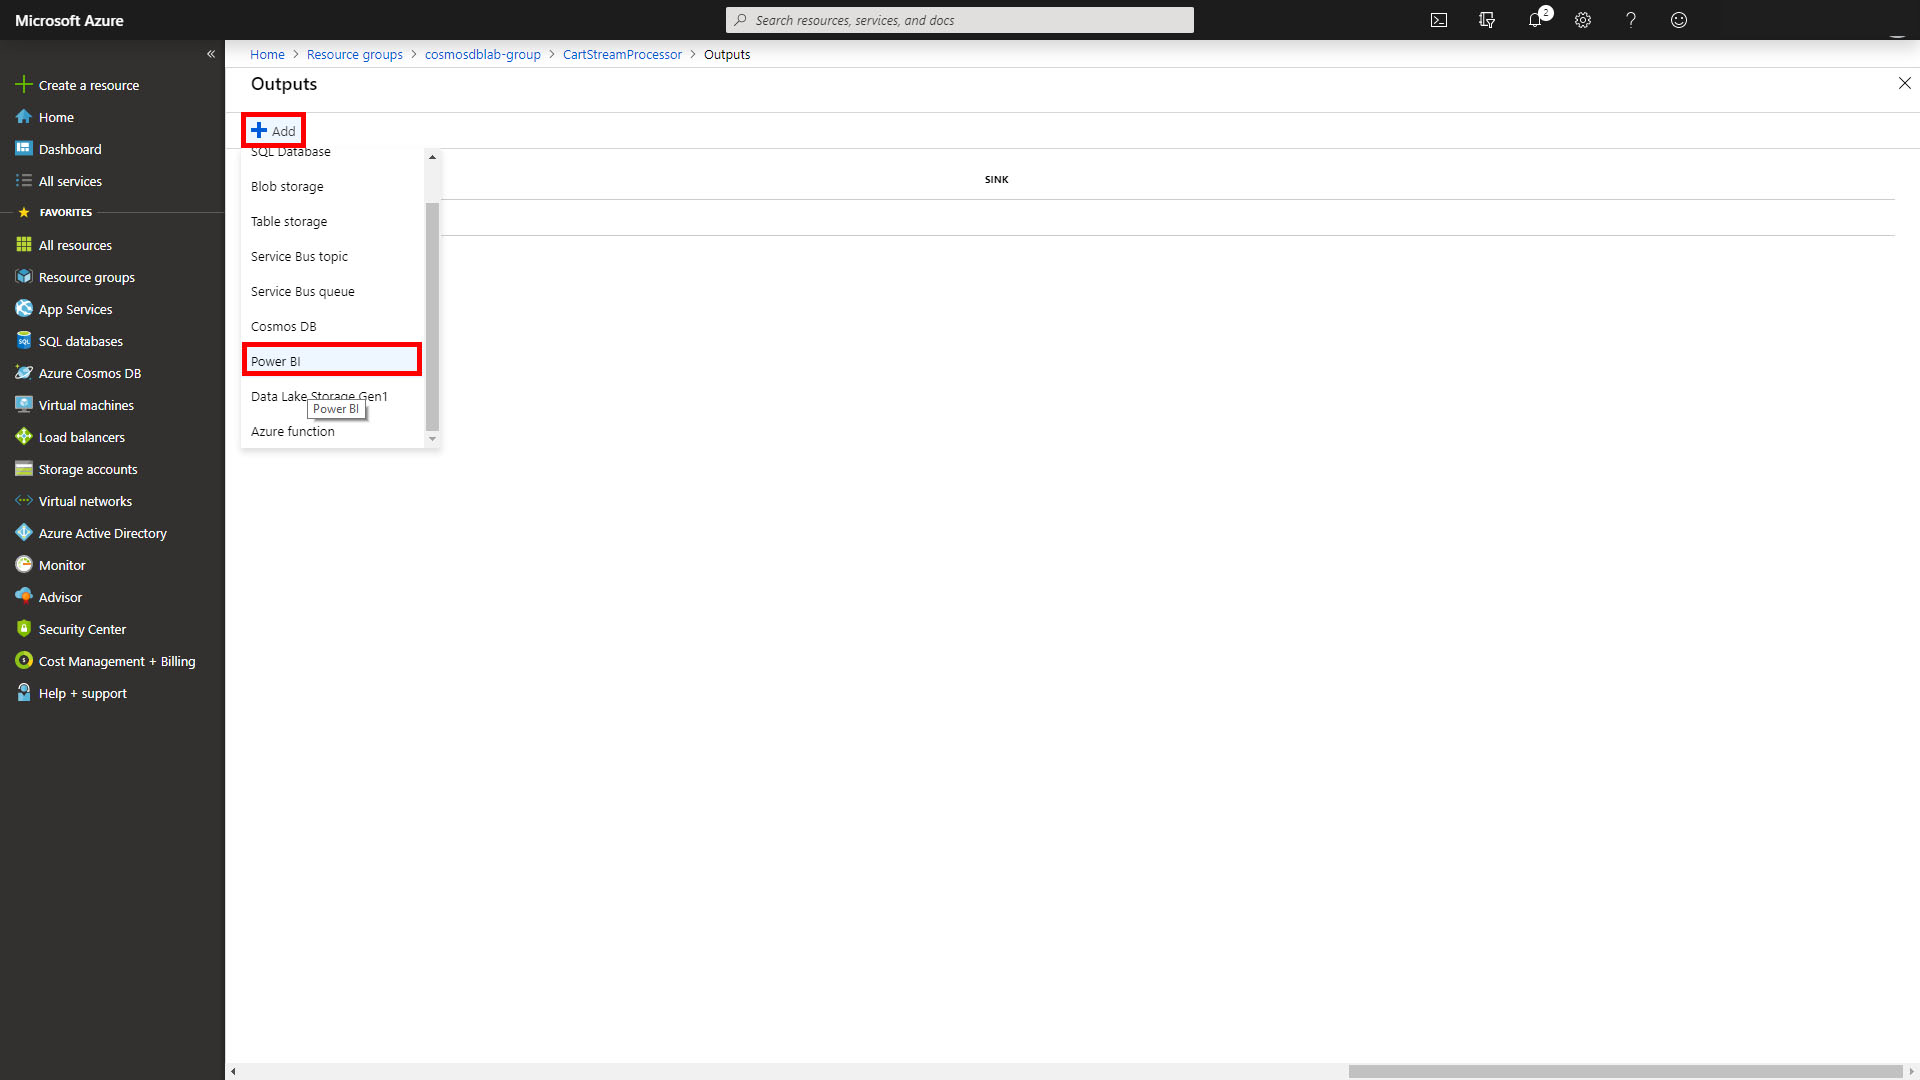 Microsoft Azure
Search resources, services, and docs
2
Home > Resource groups > cosmosdblab-group > CartStreamProcessor > Outputs
Outputs
Add
SQL Database
Blob storage
Table storage
Service Bus topic
Service Bus queue
Cosmos DB
Power BI
Data Lake Storage Gen1
Power BI
Azure function
SINK
Create a resource
Home
Dashboard
All services
FAVORITES
All resources
Resource groups
App Services
SQL databases
Azure Cosmos DB
Virtual machines
Load balancers
Storage accounts
Virtual networks
Azure Active Directory
Monitor
Advisor
Security Center
Cost Management + Billing
Help + support